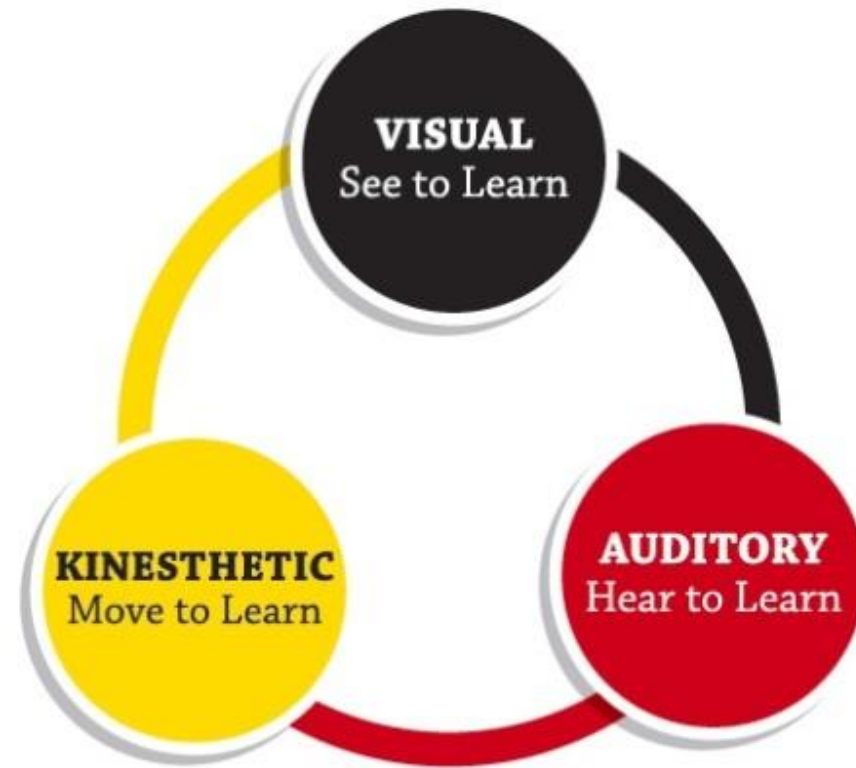 VISUAL
See to Learn
KINESTHETIC
Move to Learn
AUDITORY
Hear to Learn